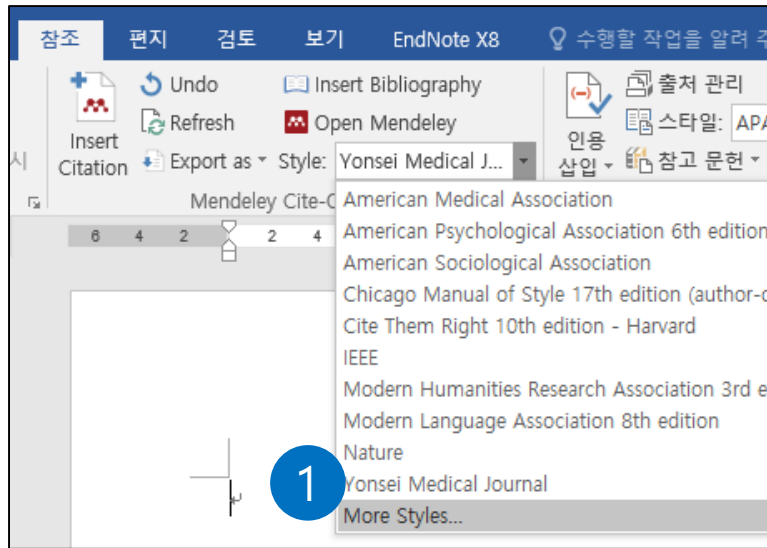 참조 편지 검토 보기 EndNote X8 수행할 작업을 알려
Undo Insert Bibliography 출처 관리
Insert Citation Refresh Open Mendeley 인용 삽입 스타일: APA
Export as Style: Yonsei Medical J... 참고 문헌
Mendeley Cite-
6 4 2 2 4
American Medical Association
American Psychological Association 6th edition
American Sociological Association
Chicago Manual of Style 17th edition (author-
Cite Them Right 10th edition - Harvard
IEEE
Modern Humanities Research Association 3rd e
Modern Language Association 8th edition
Nature
1
Yonsei Medical Journal
More Styles...